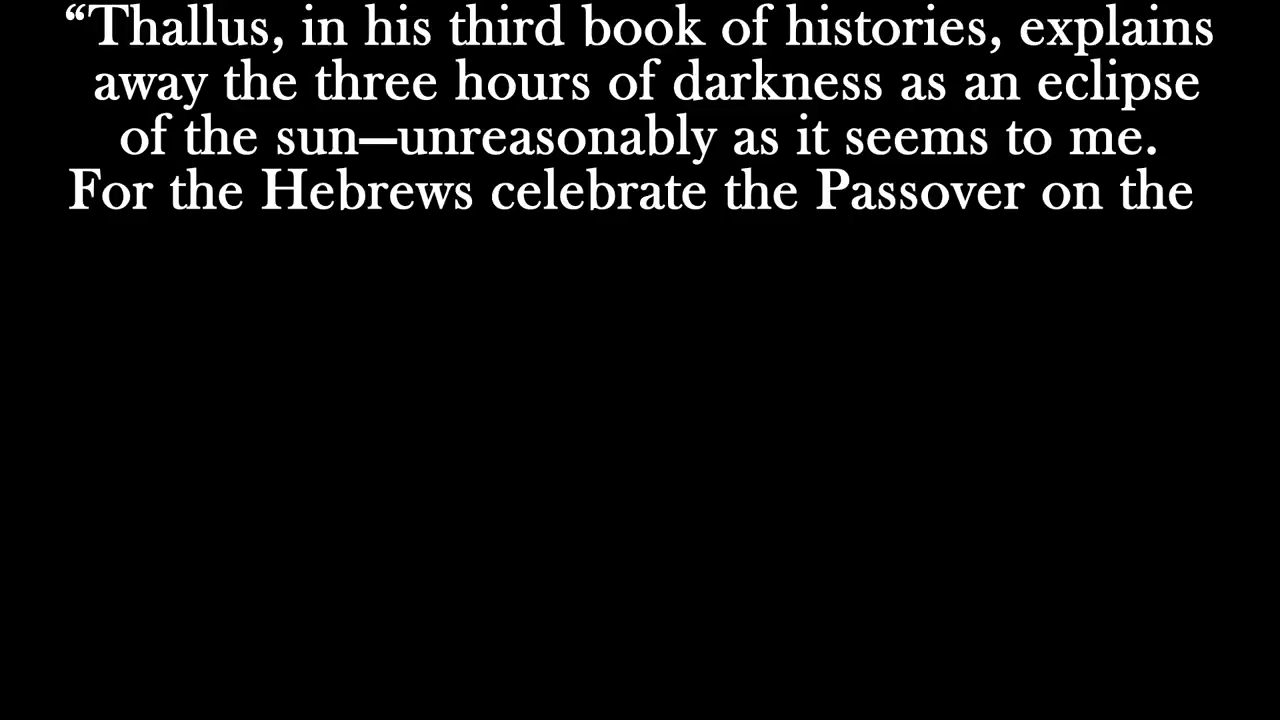 “Thallus, in his third book of histories, explains
away the three hours of darkness as an eclipse
of the sun—unreasonably as it seems to me.
For the Hebrews celebrate the Passover on the